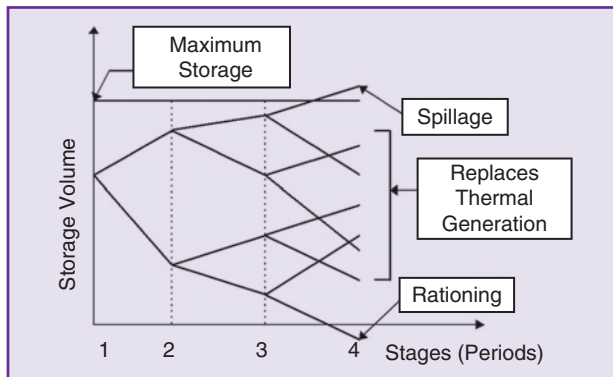 Maximum
Storage
Spillage
Replaces
Thermal
Generation
Rationing
Storage Volume
1 2 3 4 Stages (Periods)